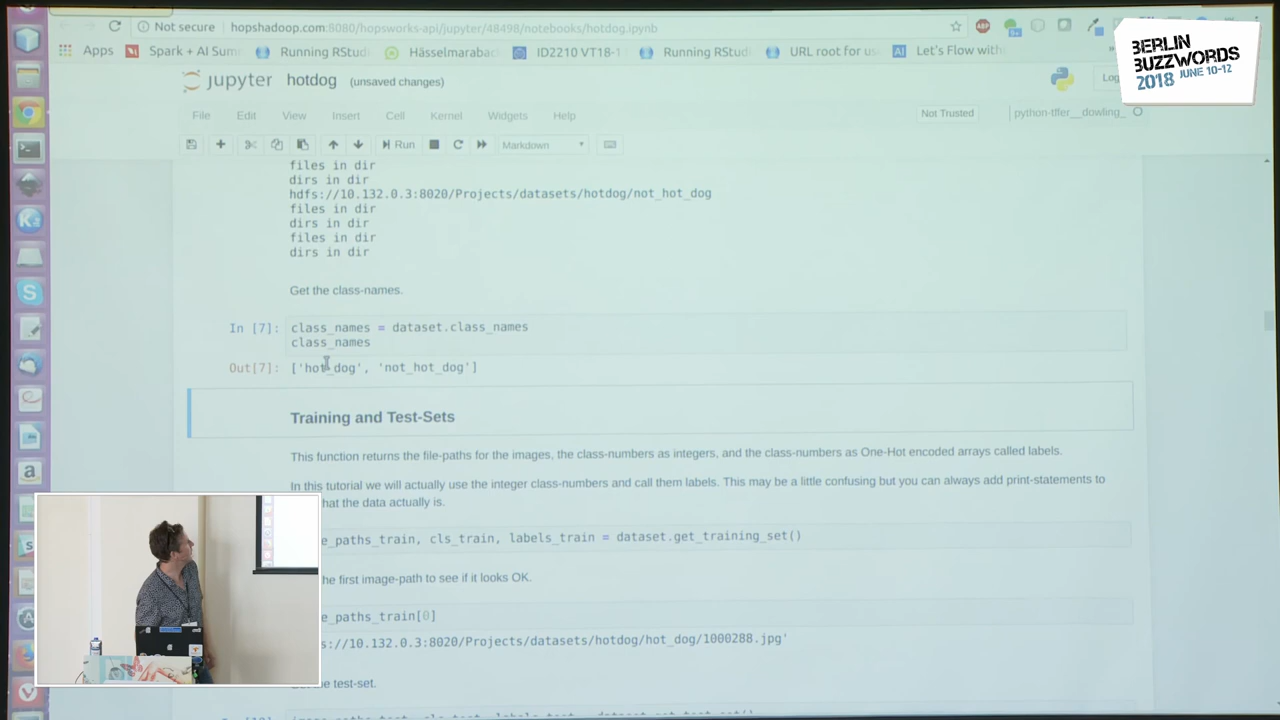 Not secure hopshadoop.com:8080/hopsworks-api/jupyter/48498/notebooks/hotdog.ipynb
Apps Spark + AI Sum Running RStudi Hässelmarabac ID2210 VT18-1 Running RStudi URL root for us AI Let's Flow with
BERLIN
BUZZWORDS
2018 JUNE 10-12
jupyter hotdog (unsaved changes)
File Edit View Insert Cell Kernel Widgets Help Not Trusted python-tffer__dowling_
Run Markdown
files in dir
dirs in dir
hdfs://10.132.0.3:8020/Projects/datasets/hotdog/not_hot_dog
files in dir
dirs in dir
files in dir
dirs in dir
Get the class-names.
In [7]: class_names = dataset.class_names
class_names
Out[7]: ['hot_dog', 'not_hot_dog']
Training and Test-Sets
This function returns the file-paths for the images, the class-numbers as integers, and the class-numbers as One-Hot encoded arrays called labels.
In this tutorial we will actually use the integer class-numbers and call them labels. This may be a little confusing but you can always add print-statements to
hat the data actually is.
e_paths_train, cls_train, labels_train = dataset.get_training_set()
he first image-path to see if it looks OK.
e_paths_train[0]
s://10.132.0.3:8020/Projects/datasets/hotdog/hot_dog/1000288.jpg'
the test-set.